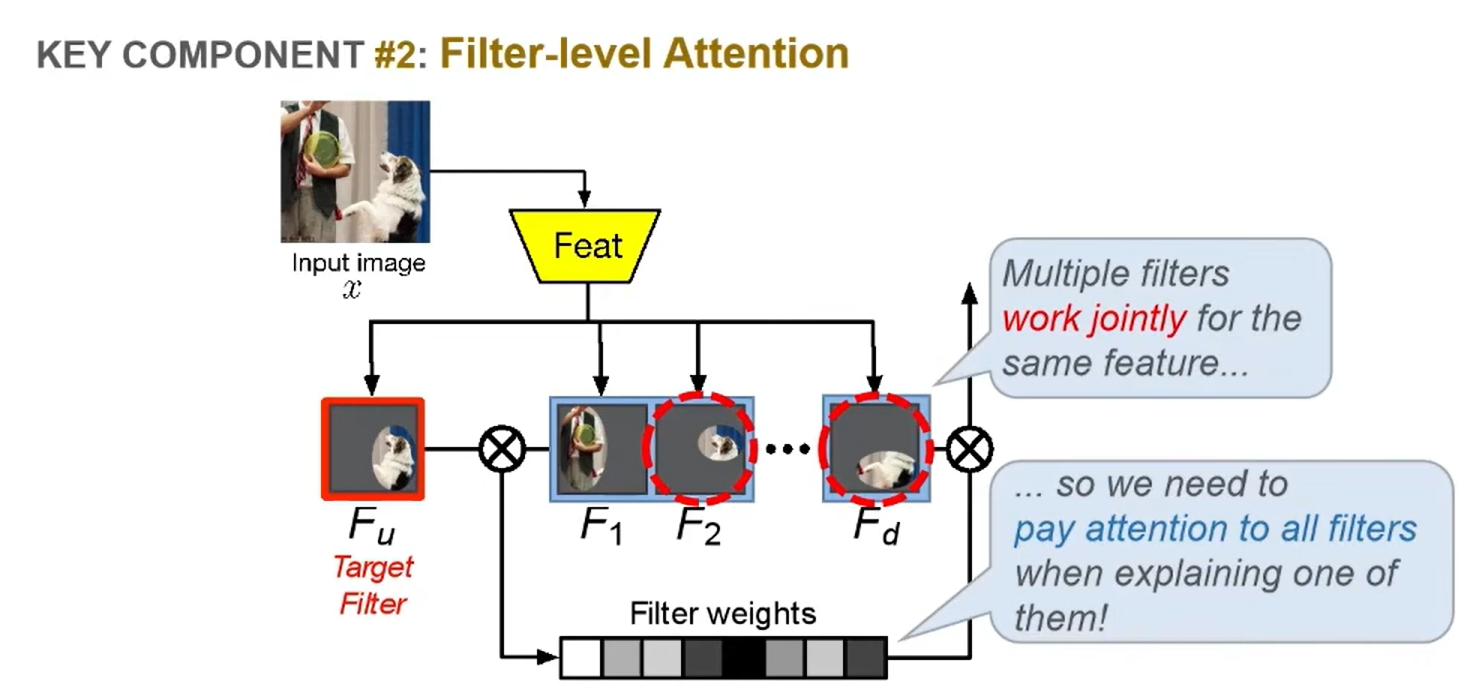 KEY COMPONENT #2: Filter-level Attention
Input image
x
Feat
Multiple filters
work jointly for the
same feature...
F_u
F_1
F_2
...
F_d
Target
Filter
... so we need to
pay attention to all filters
when explaining one of
them!
Filter weights